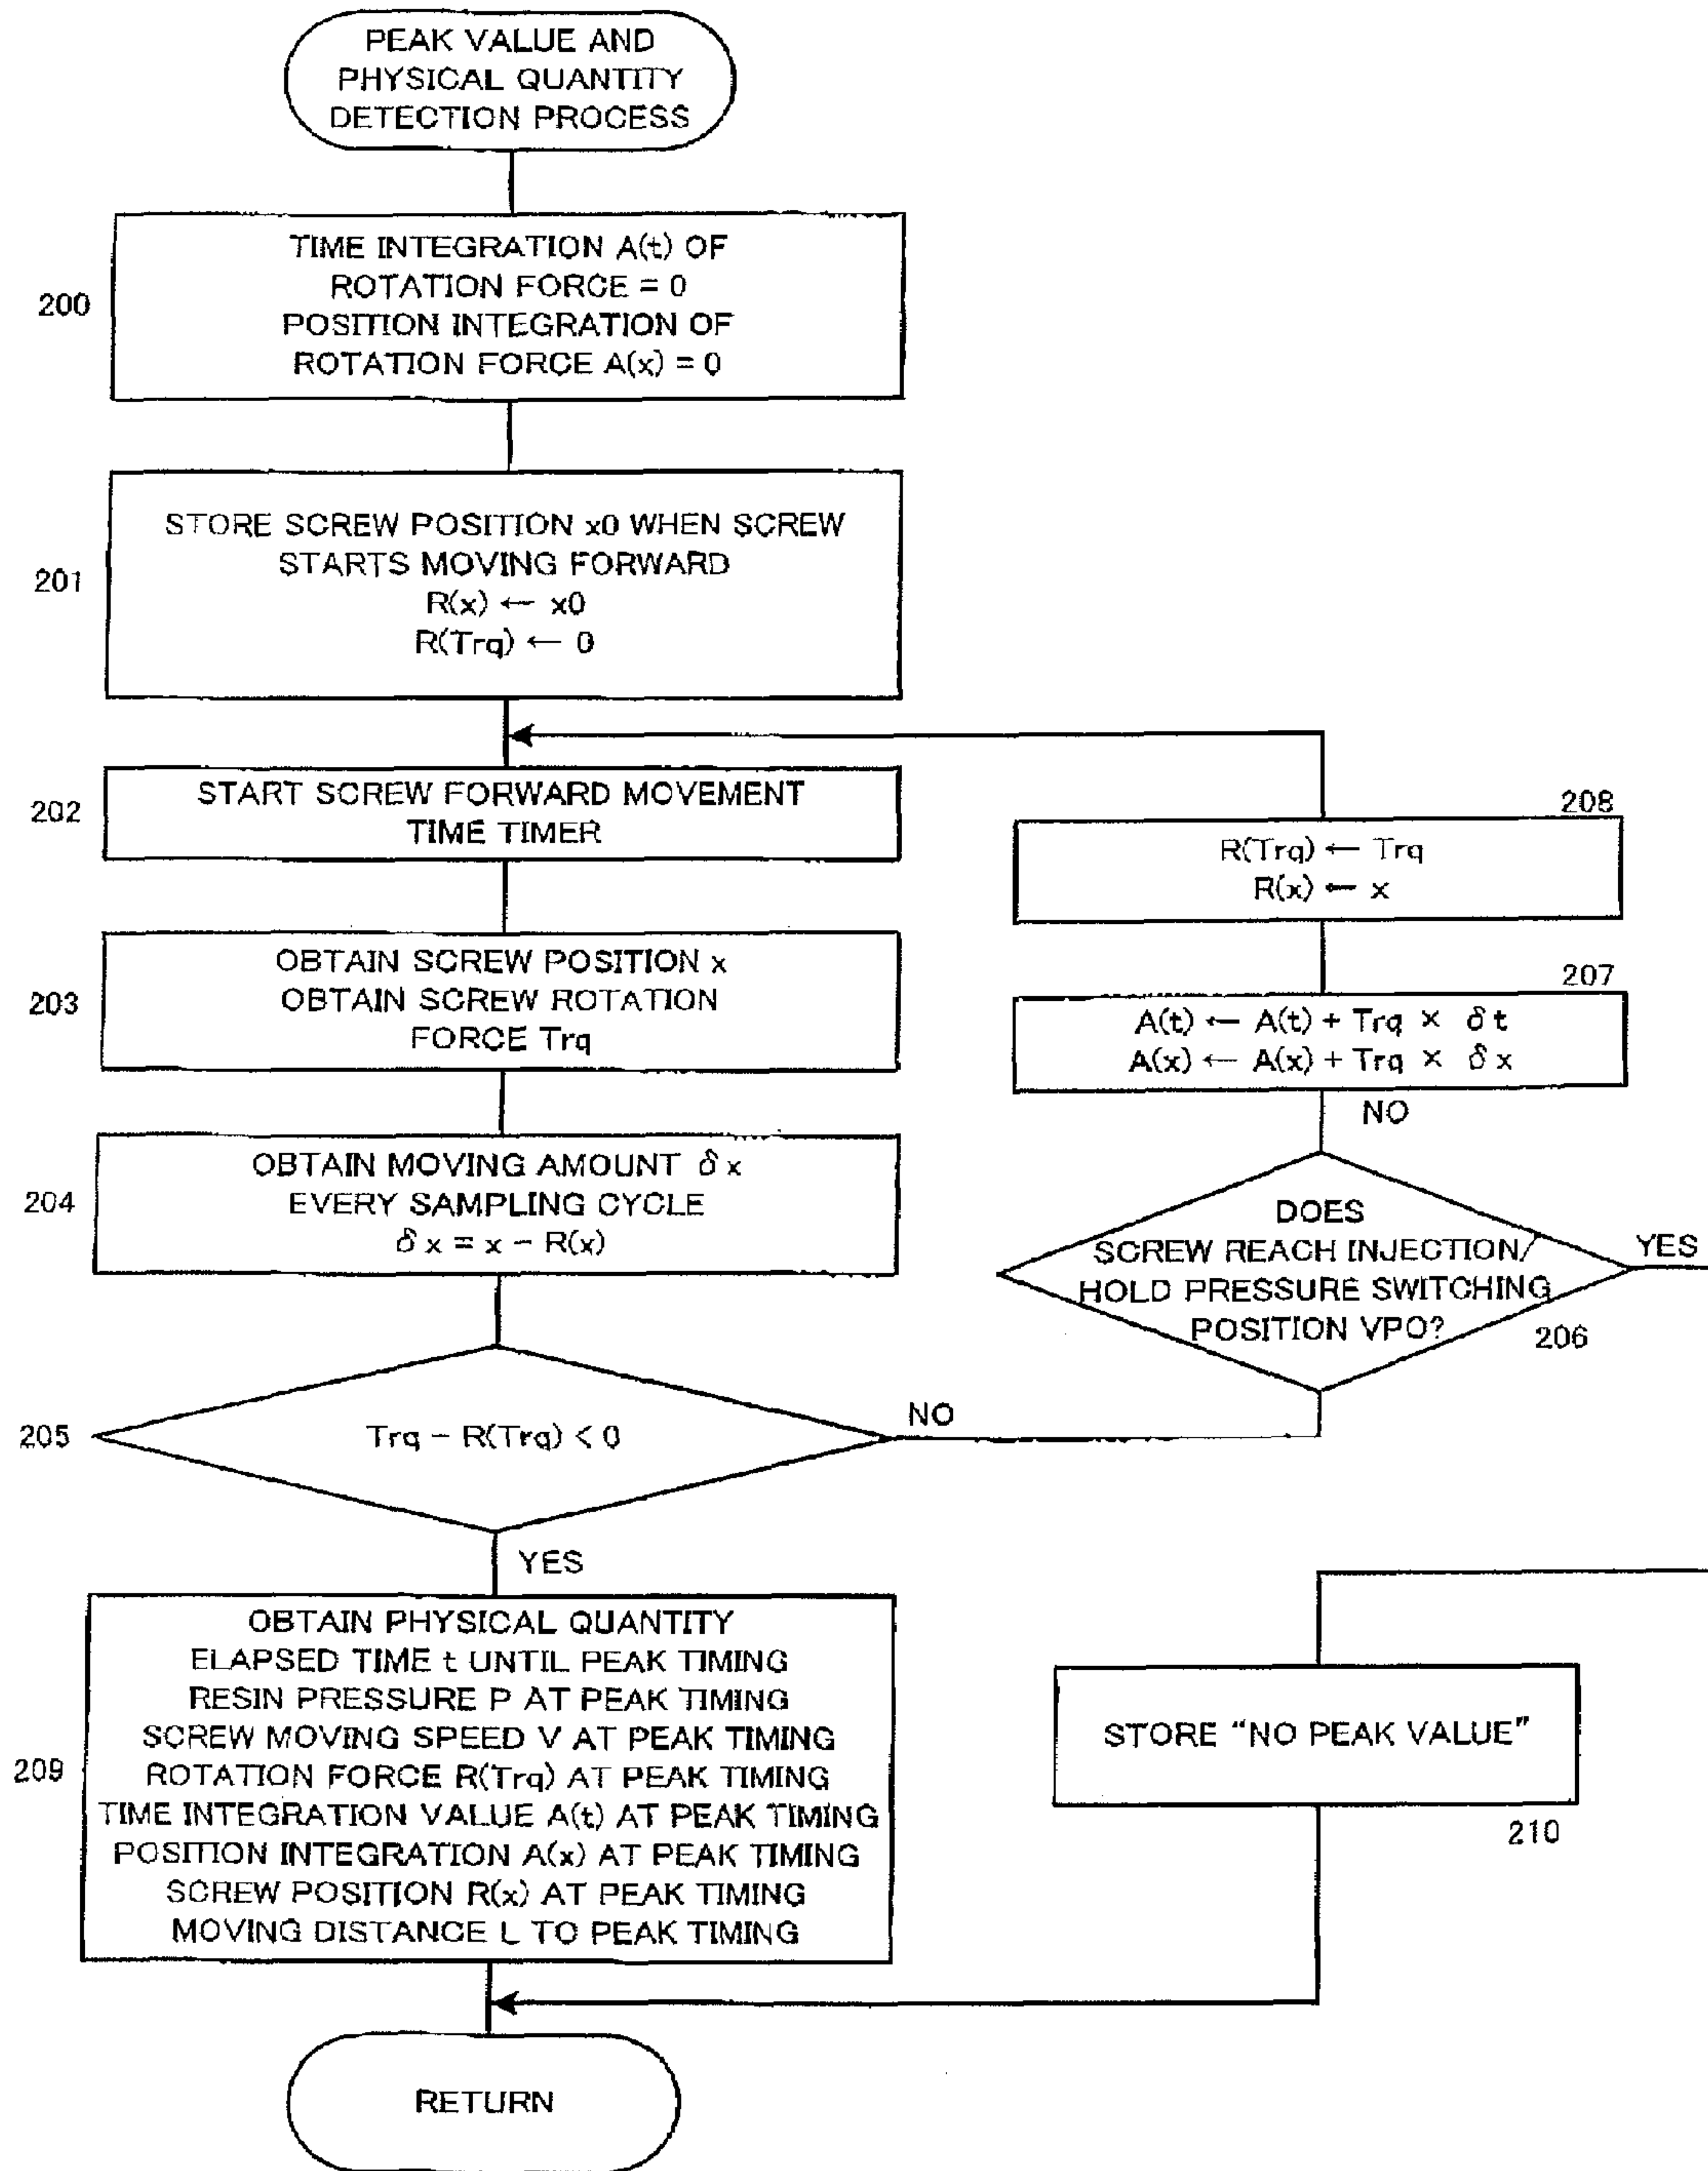 PEAK VALUE AND
PHYSICAL QUANTITY
DETECTION PROCESS
200
TIME INTEGRATION A(t) OF
ROTATION FORCE = 0
POSITION INTEGRATION OF
ROTATION FORCE A(x) = 0
201
STORE SCREW POSITION x0 WHEN SCREW
STARTS MOVING FORWARD
R(x) ← x0
R(Trq) ← 0
202
START SCREW FORWARD MOVEMENT
TIME TIMER
203
OBTAIN SCREW POSITION x
OBTAIN SCREW ROTATION
FORCE Trq
204
OBTAIN MOVING AMOUNT δx
EVERY SAMPLING CYCLE
δx = x - R(x)
205
Trq - R(Trq) < 0
NO
YES
206
DOES
SCREW REACH INJECTION/
HOLD PRESSURE SWITCHING
POSITION VPO?
YES
NO
207
A(t) ← A(t) + Trq × δt
A(x) ← A(x) + Trq × δx
208
R(Trq) ← Trq
R(x) ← x
209
OBTAIN PHYSICAL QUANTITY
ELAPSED TIME t UNTIL PEAK TIMING
RESIN PRESSURE P AT PEAK TIMING
SCREW MOVING SPEED V AT PEAK TIMING
ROTATION FORCE R(Trq) AT PEAK TIMING
TIME INTEGRATION VALUE A(t) AT PEAK TIMING
POSITION INTEGRATION A(x) AT PEAK TIMING
SCREW POSITION R(x) AT PEAK TIMING
MOVING DISTANCE L TO PEAK TIMING
STORE “NO PEAK VALUE”
210
RETURN